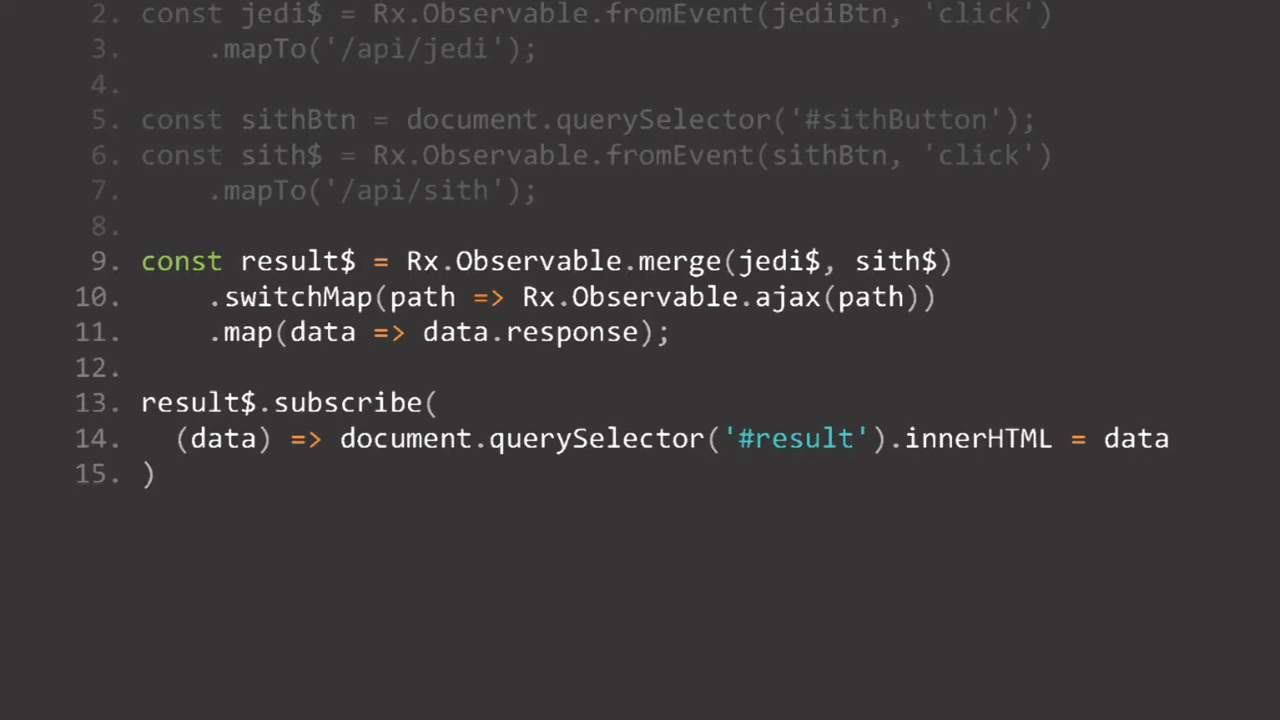 2. const jedi$ = Rx.Observable.fromEvent(jediBtn, 'click')
3. .mapTo('/api/jedi');
4.
5. const sithBtn = document.querySelector('#sithButton');
6. const sith$ = Rx.Observable.fromEvent(sithBtn, 'click')
7. .mapTo('/api/sith');
8.
9. const result$ = Rx.Observable.merge(jedi$, sith$)
10. .switchMap(path => Rx.Observable.ajax(path))
11. .map(data => data.response);
12.
13. result$.subscribe(
14. (data) => document.querySelector('#result').innerHTML = data
15. )